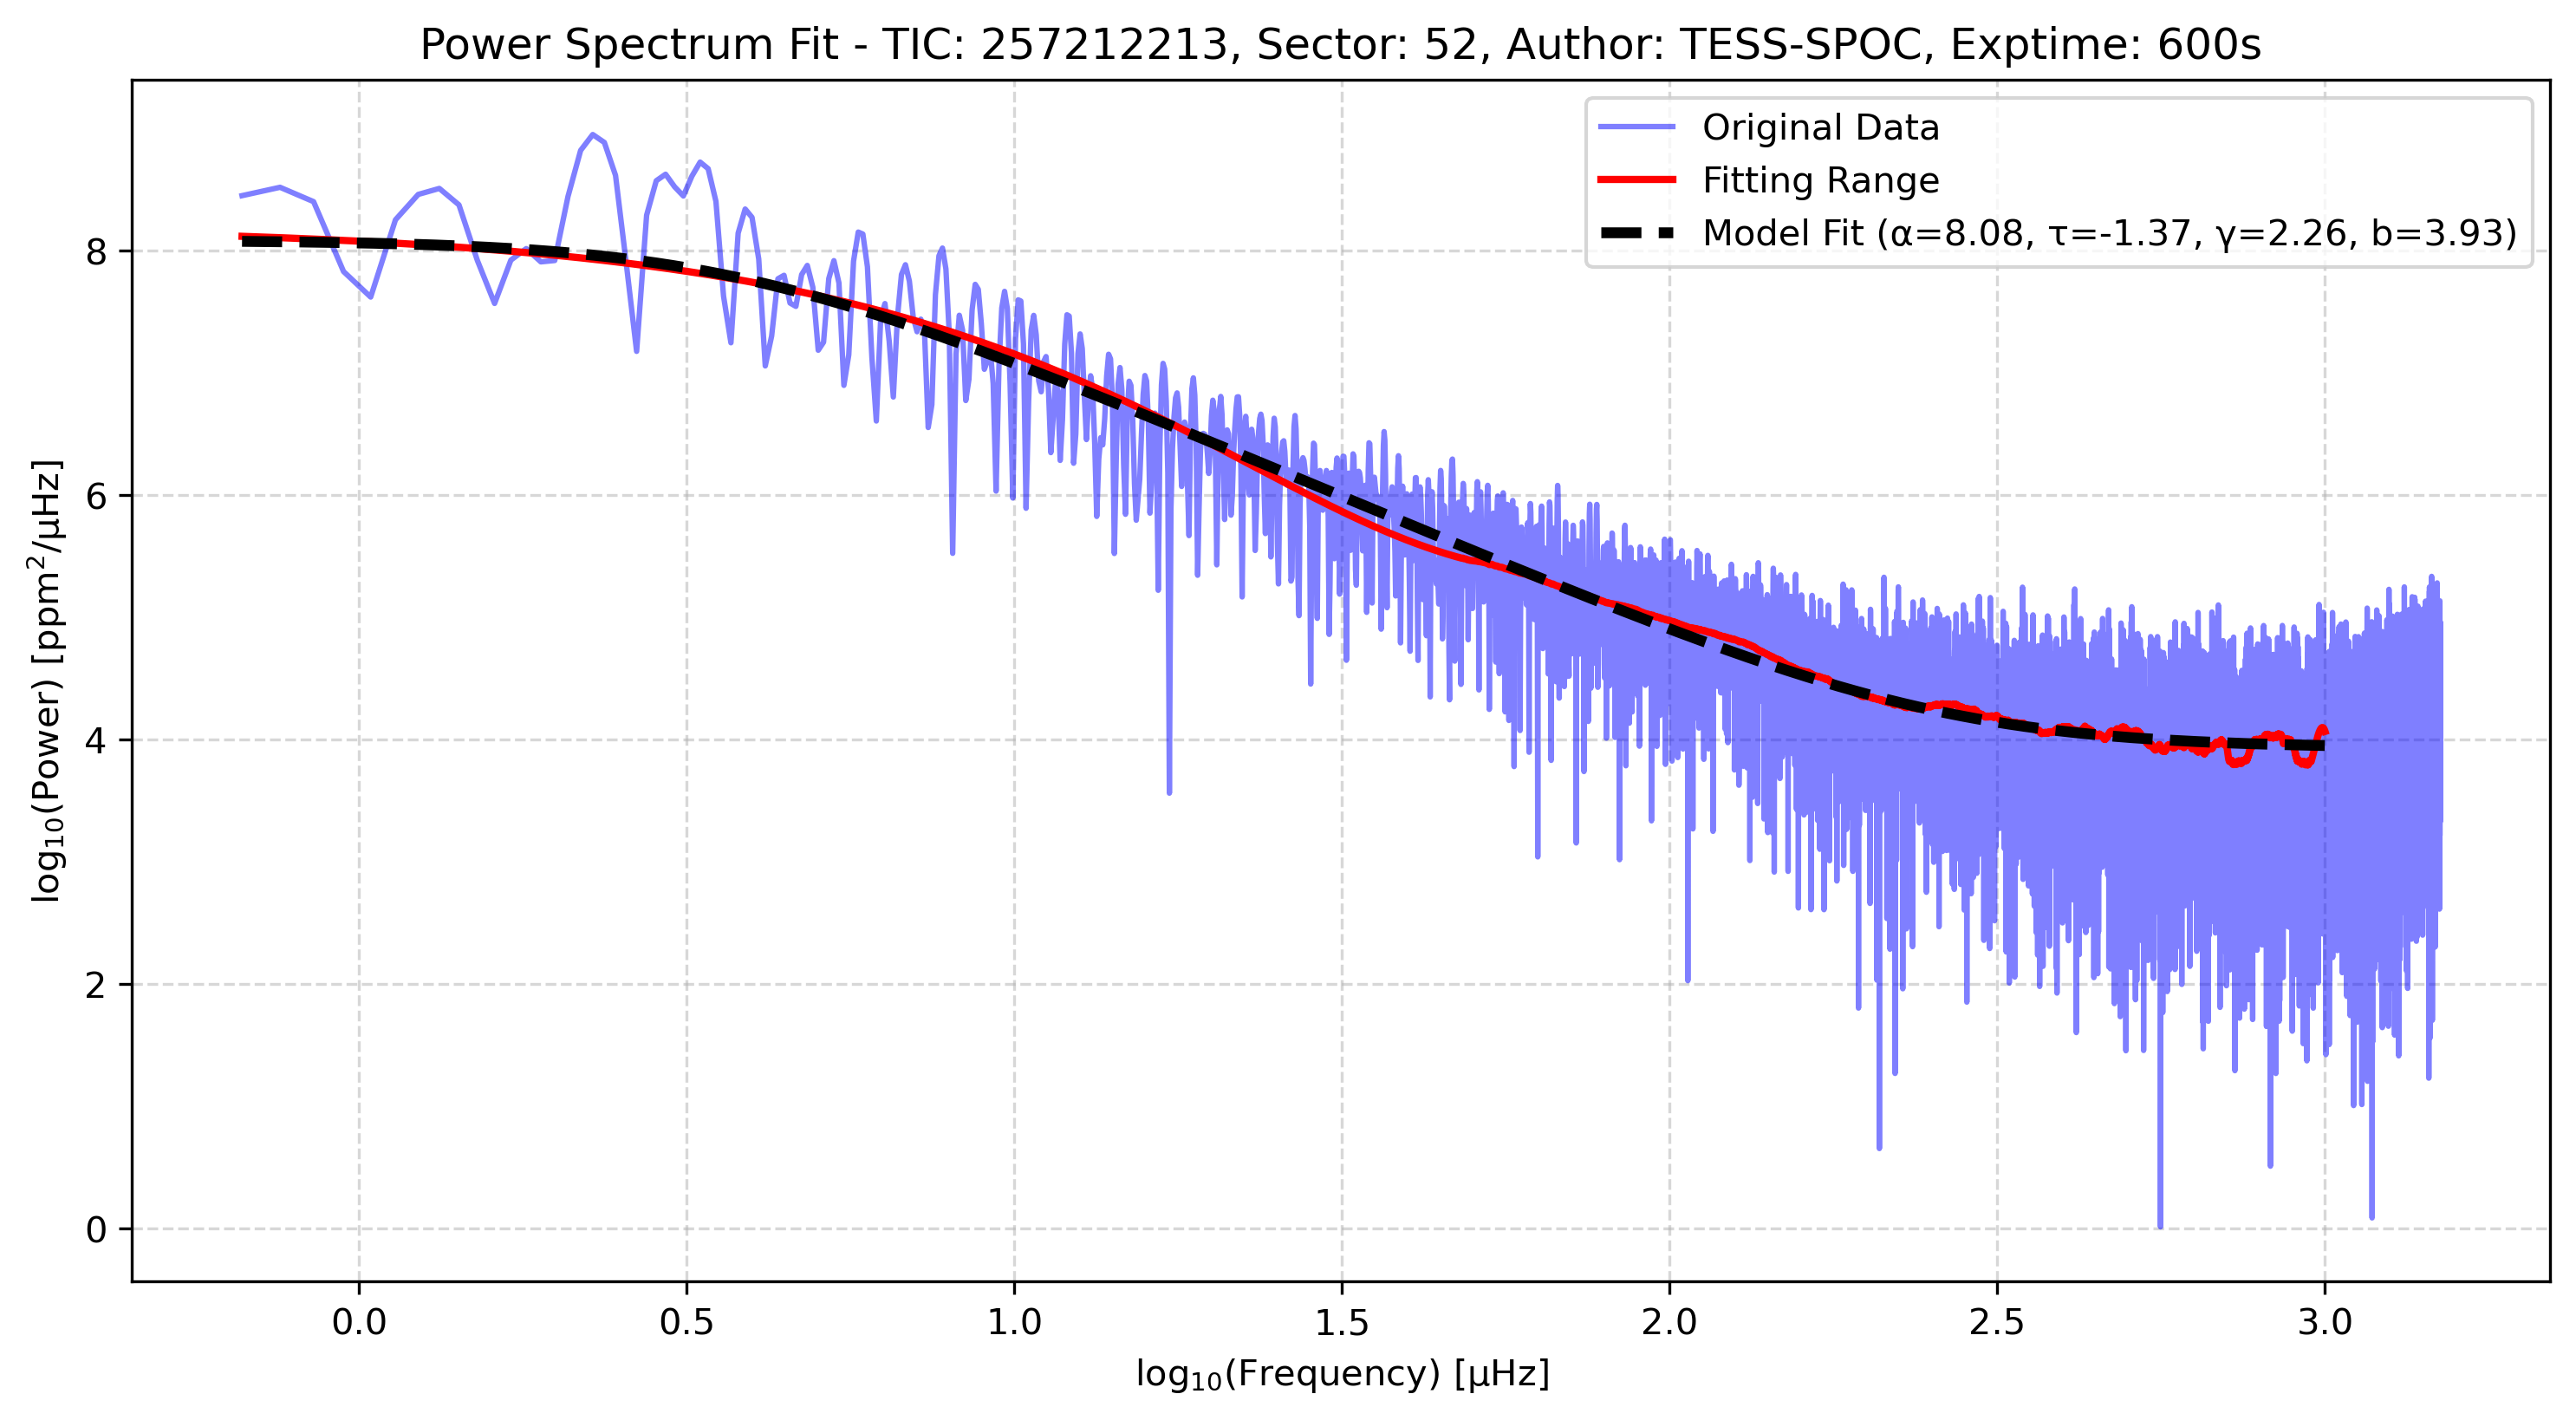 Power Spectrum Fit - TIC: 257212213, Sector: 52, Author: TESS-SPOC, Exptime: 600s
Original Data
Fitting Range
Model Fit (α=8.08, τ=-1.37, γ=2.26, b=3.93)
log₁₀(Power) [ppm²/μHz]
8
6
4
2
0
0.0 0.5 1.0 1.5 2.0 2.5 3.0
log₁₀(Frequency) [μHz]